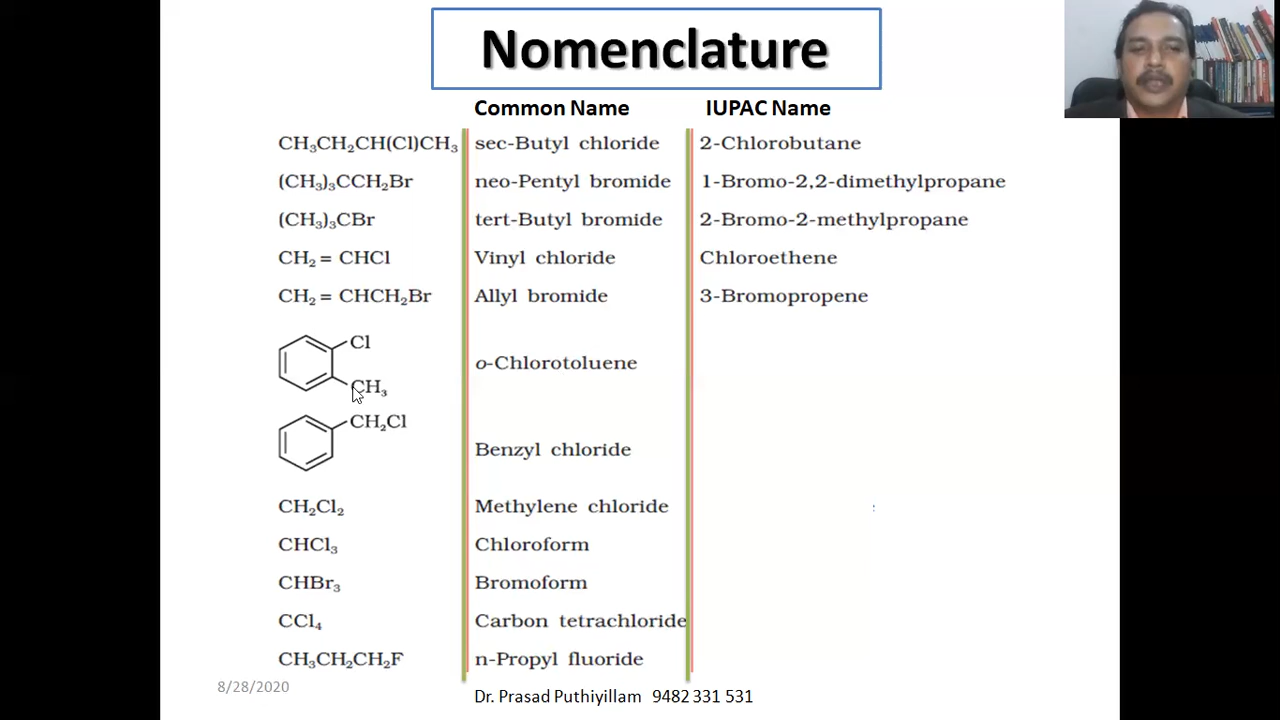 Nomenclature
Common Name IUPAC Name
CH₃CH₂CH(Cl)CH₃ sec-Butyl chloride 2-Chlorobutane
(CH₃)₃CCH₂Br neo-Pentyl bromide 1-Bromo-2,2-dimethylpropane
(CH₃)₃CBr tert-Butyl bromide 2-Bromo-2-methylpropane
CH₂ = CHCl Vinyl chloride Chloroethene
CH₂ = CHCH₂Br Allyl bromide 3-Bromopropene
Cl
o-Chlorotoluene
CH₃
CH₂Cl
Benzyl chloride
CH₂Cl₂ Methylene chloride
CHCl₃ Chloroform
CHBr₃ Bromoform
CCl₄ Carbon tetrachloride
CH₃CH₂CH₂F n-Propyl fluoride
8/28/2020 Dr. Prasad Puthiyillam 9482 331 531